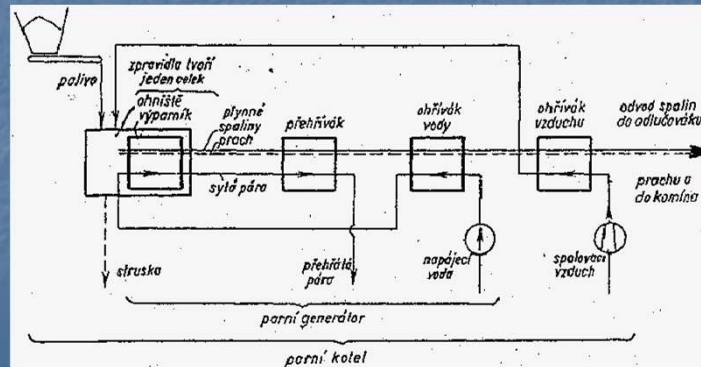 palivo
zpravidla tvoří
jeden celek
ohniště
výparník
plynné
spaliny
prach
přehřívák
ohřívák
vody
ohřívák
vzduchu
odvod spalin
do odlučováku
prachu a
do komína
sytá pára
struska
přehřátá
pára
napájecí
voda
spalovací
vzduch
parní generátor
parní kotel